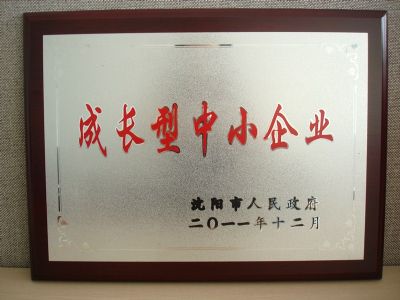 成长型中小企业
沈阳市人民政府
二〇一一年十二月